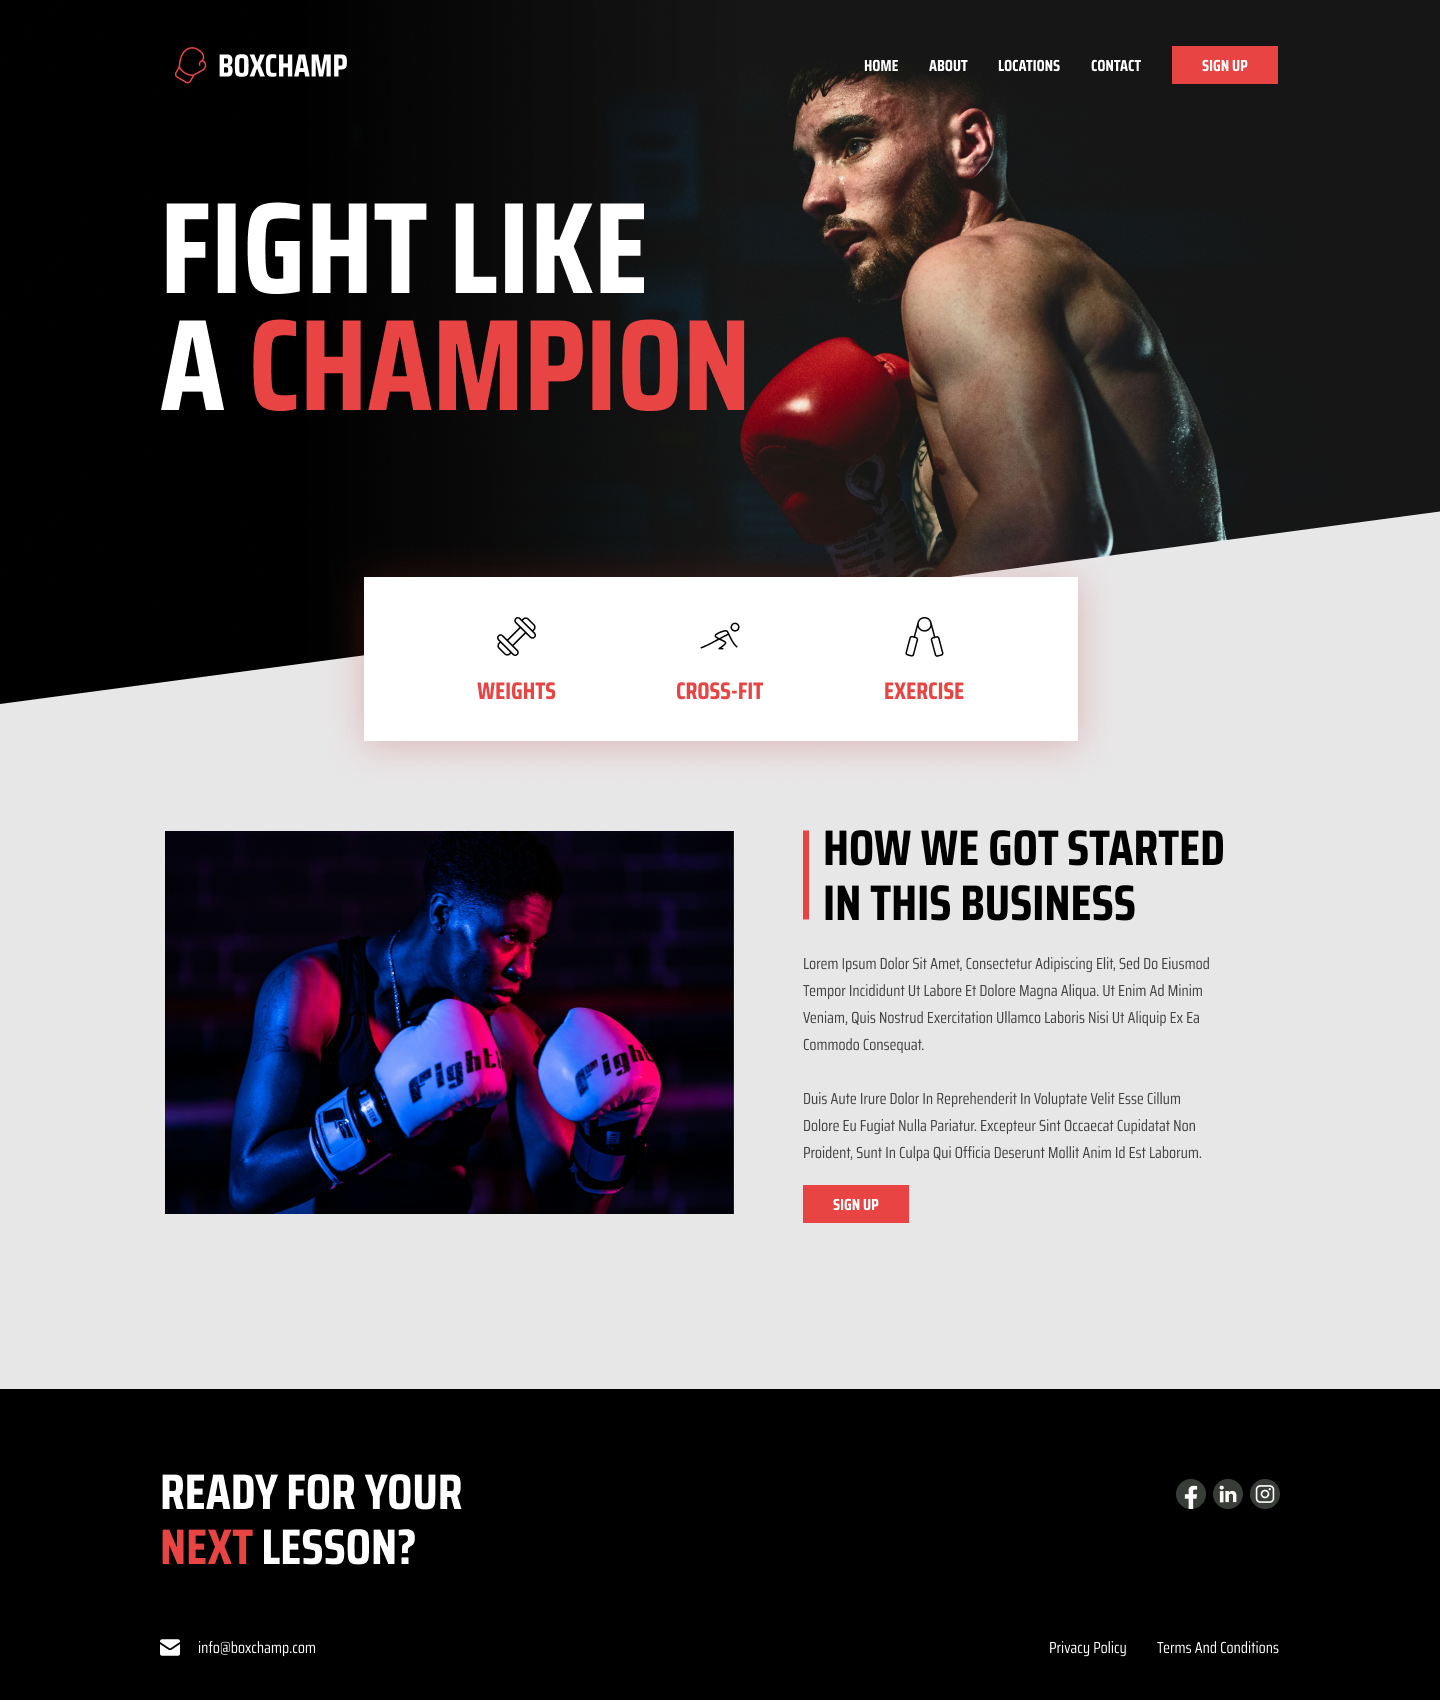 BOXCHAMP
HOME ABOUT LOCATIONS CONTACT SIGN UP
FIGHT LIKE
A CHAMPION
WEIGHTS CROSS-FIT EXERCISE
HOW WE GOT STARTED
IN THIS BUSINESS
Lorem Ipsum Dolor Sit Amet, Consectetur Adipiscing Elit, Sed Do Eiusmod
Tempor Incididunt Ut Labore Et Dolore Magna Aliqua. Ut Enim Ad Minim
Veniam, Quis Nostrud Exercitation Ullamco Laboris Nisi Ut Aliquip Ex Ea
Commodo Consequat.
Duis Aute Irure Dolor In Reprehenderit In Voluptate Velit Esse Cillum
Dolore Eu Fugiat Nulla Pariatur. Excepteur Sint Occaecat Cupidatat Non
Proident, Sunt In Culpa Qui Officia Deserunt Mollit Anim Id Est Laborum.
SIGN UP
READY FOR YOUR
NEXT LESSON?
info@boxchamp.com
Privacy Policy Terms And Conditions